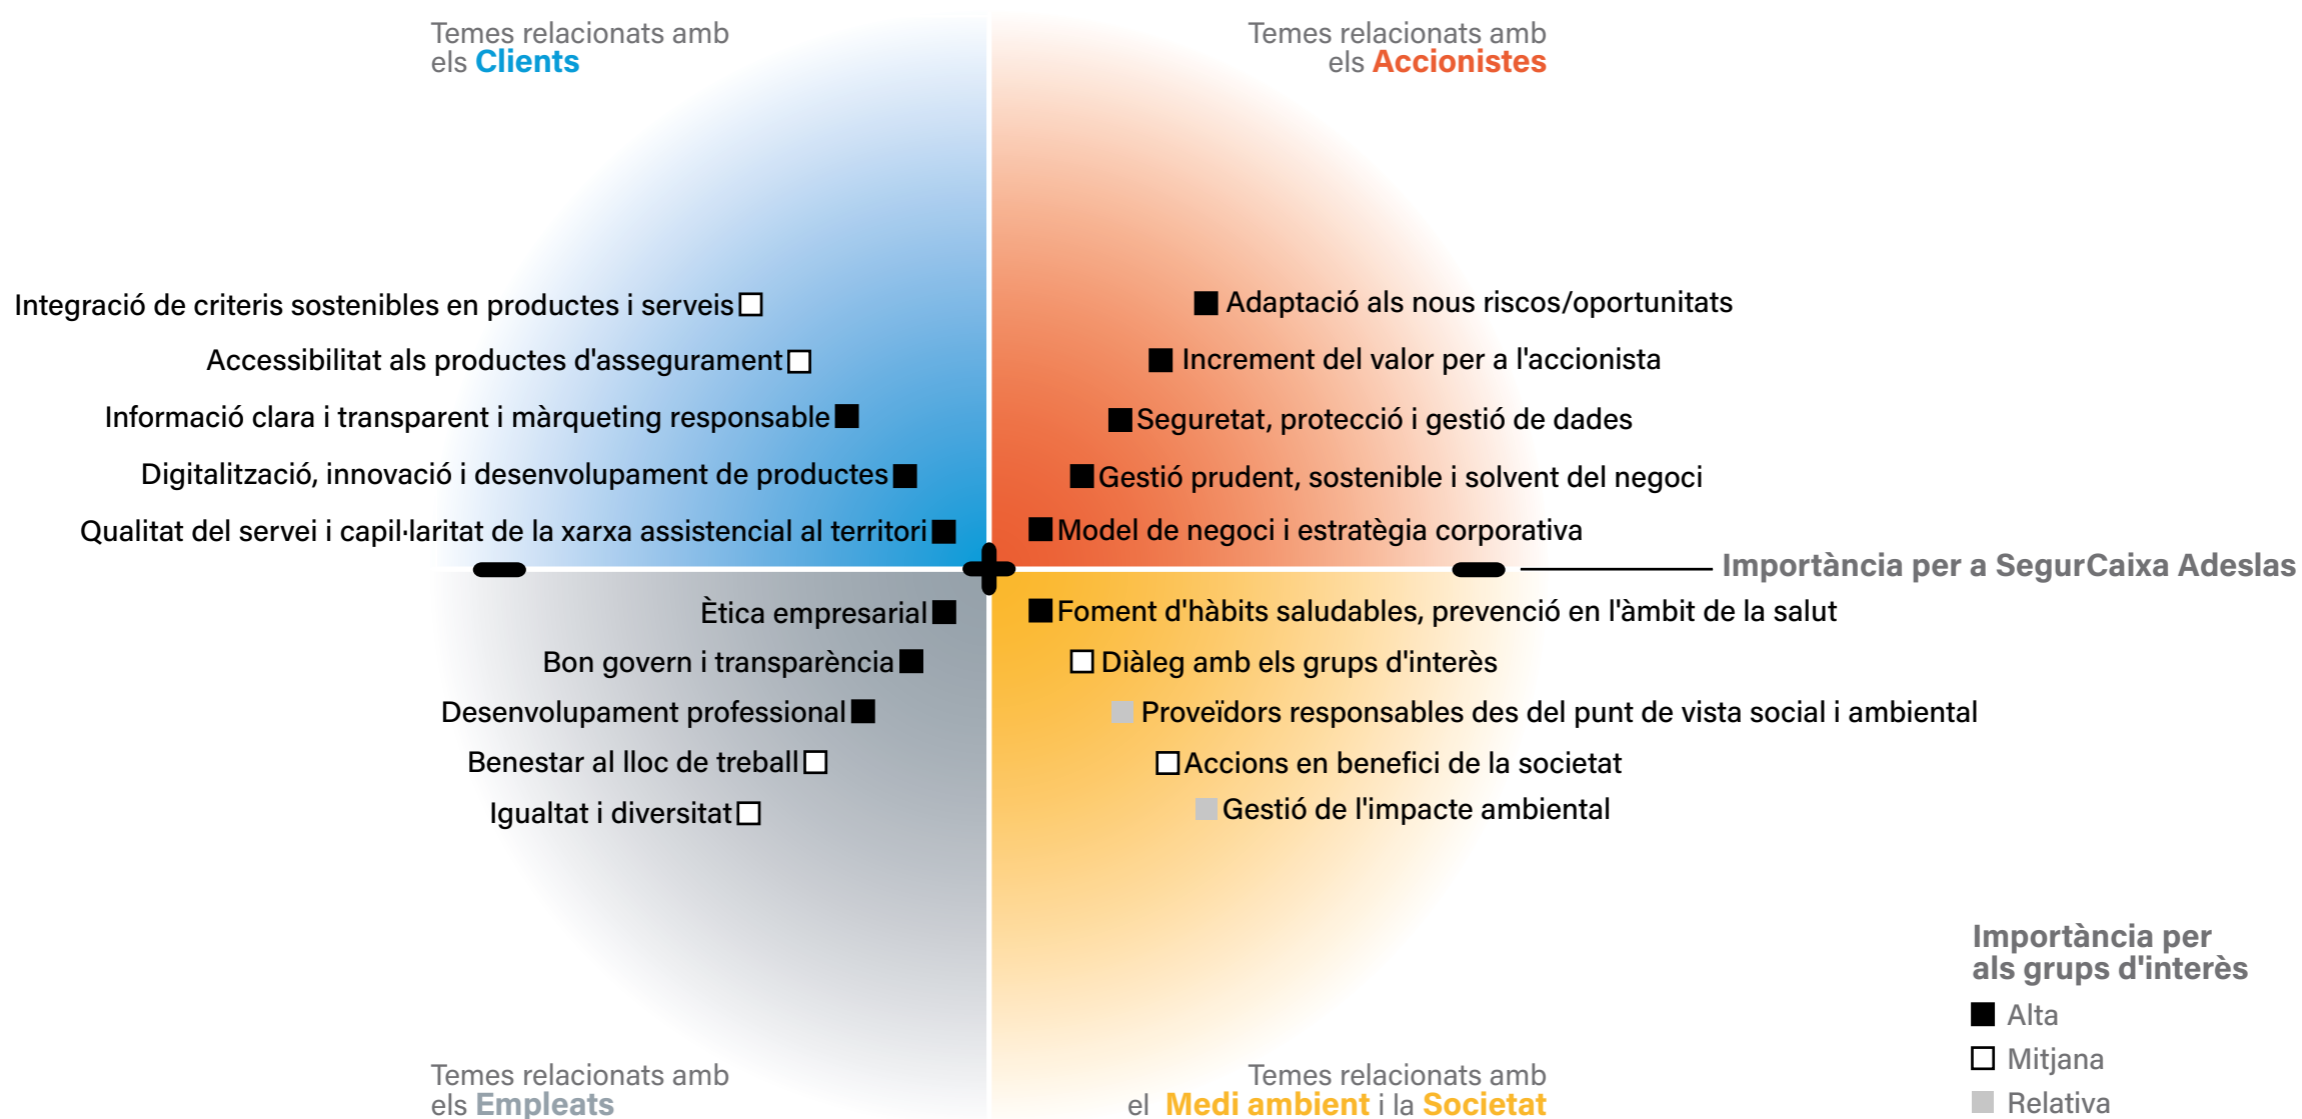 Temes relacionats amb
els Clients
Temes relacionats amb
els Accionistes
Integració de criteris sostenibles en productes i serveis
Accessibilitat als productes d'assegurament
Informació clara i transparent i màrqueting responsable
Digitalització, innovació i desenvolupament de productes
Qualitat del servei i capil·laritat de la xarxa assistencial al territori
Adaptació als nous riscos/oportunitats
Increment del valor per a l'accionista
Seguretat, protecció i gestió de dades
Gestió prudent, sostenible i solvent del negoci
Model de negoci i estratègia corporativa
Importància per a SegurCaixa Adeslas
Ètica empresarial
Bon govern i transparència
Desenvolupament professional
Benestar al lloc de treball
Igualtat i diversitat
Foment d'hàbits saludables, prevenció en l'àmbit de la salut
Diàleg amb els grups d'interès
Proveïdors responsables des del punt de vista social i ambiental
Accions en benefici de la societat
Gestió de l'impacte ambiental
Temes relacionats amb
els Empleats
Temes relacionats amb
el Medi ambient i la Societat
Importància per
als grups d'interès
Alta
Mitjana
Relativa